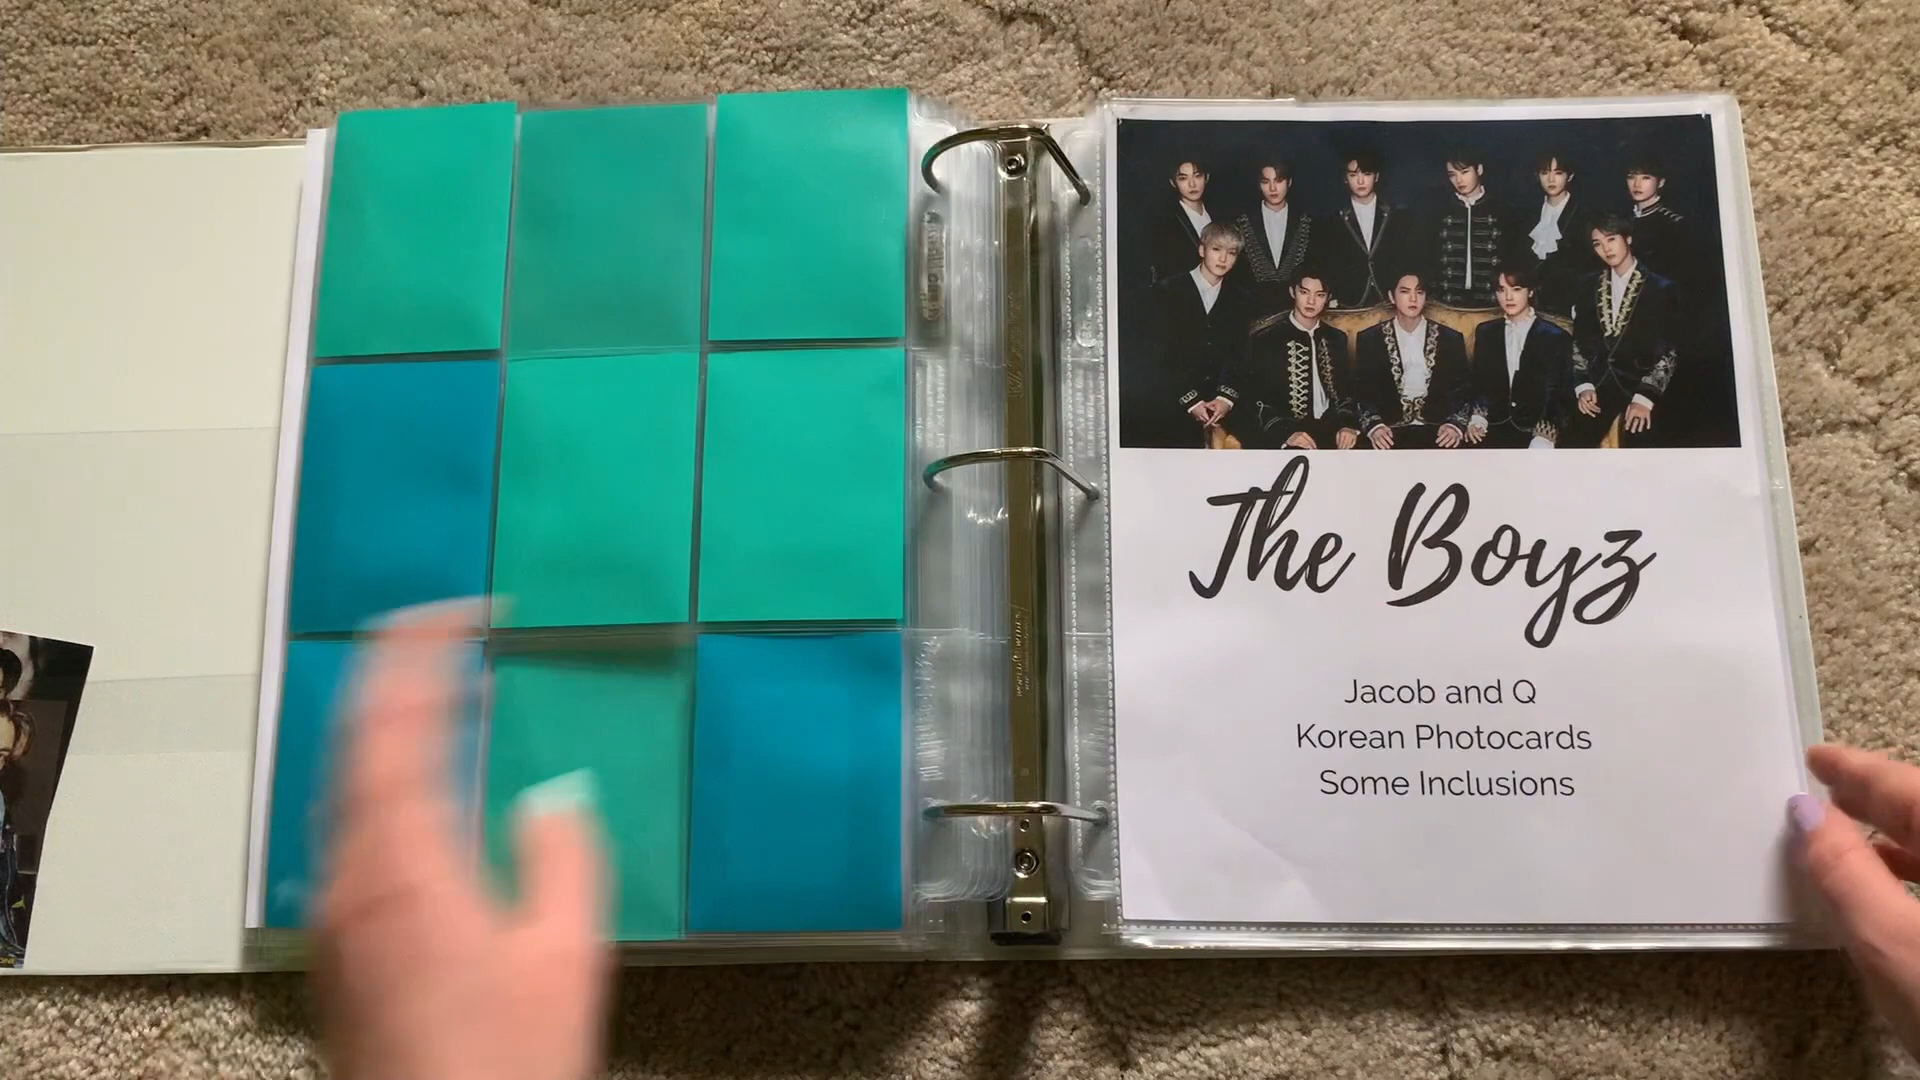 The Boyz
Jacob and Q
Korean Photocards
Some Inclusions